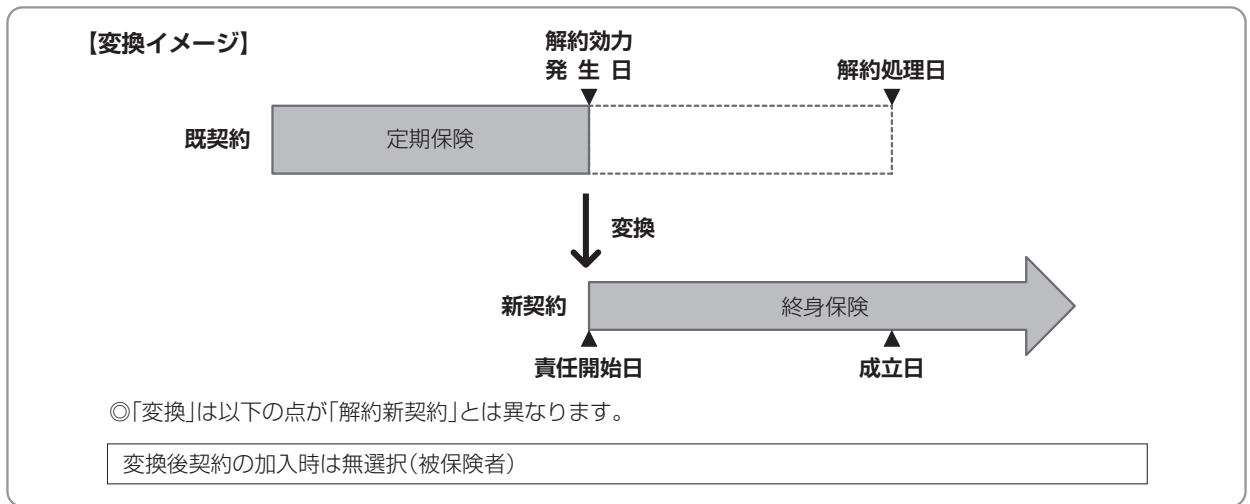 【変換イメージ】
解約効力
発生日
解約処理日
既契約
定期保険
変換
新契約
終身保険
責任開始日
成立日
◎「変換」は以下の点が「解約新契約」とは異なります。
変換後契約の加入時は無選択(被保険者)